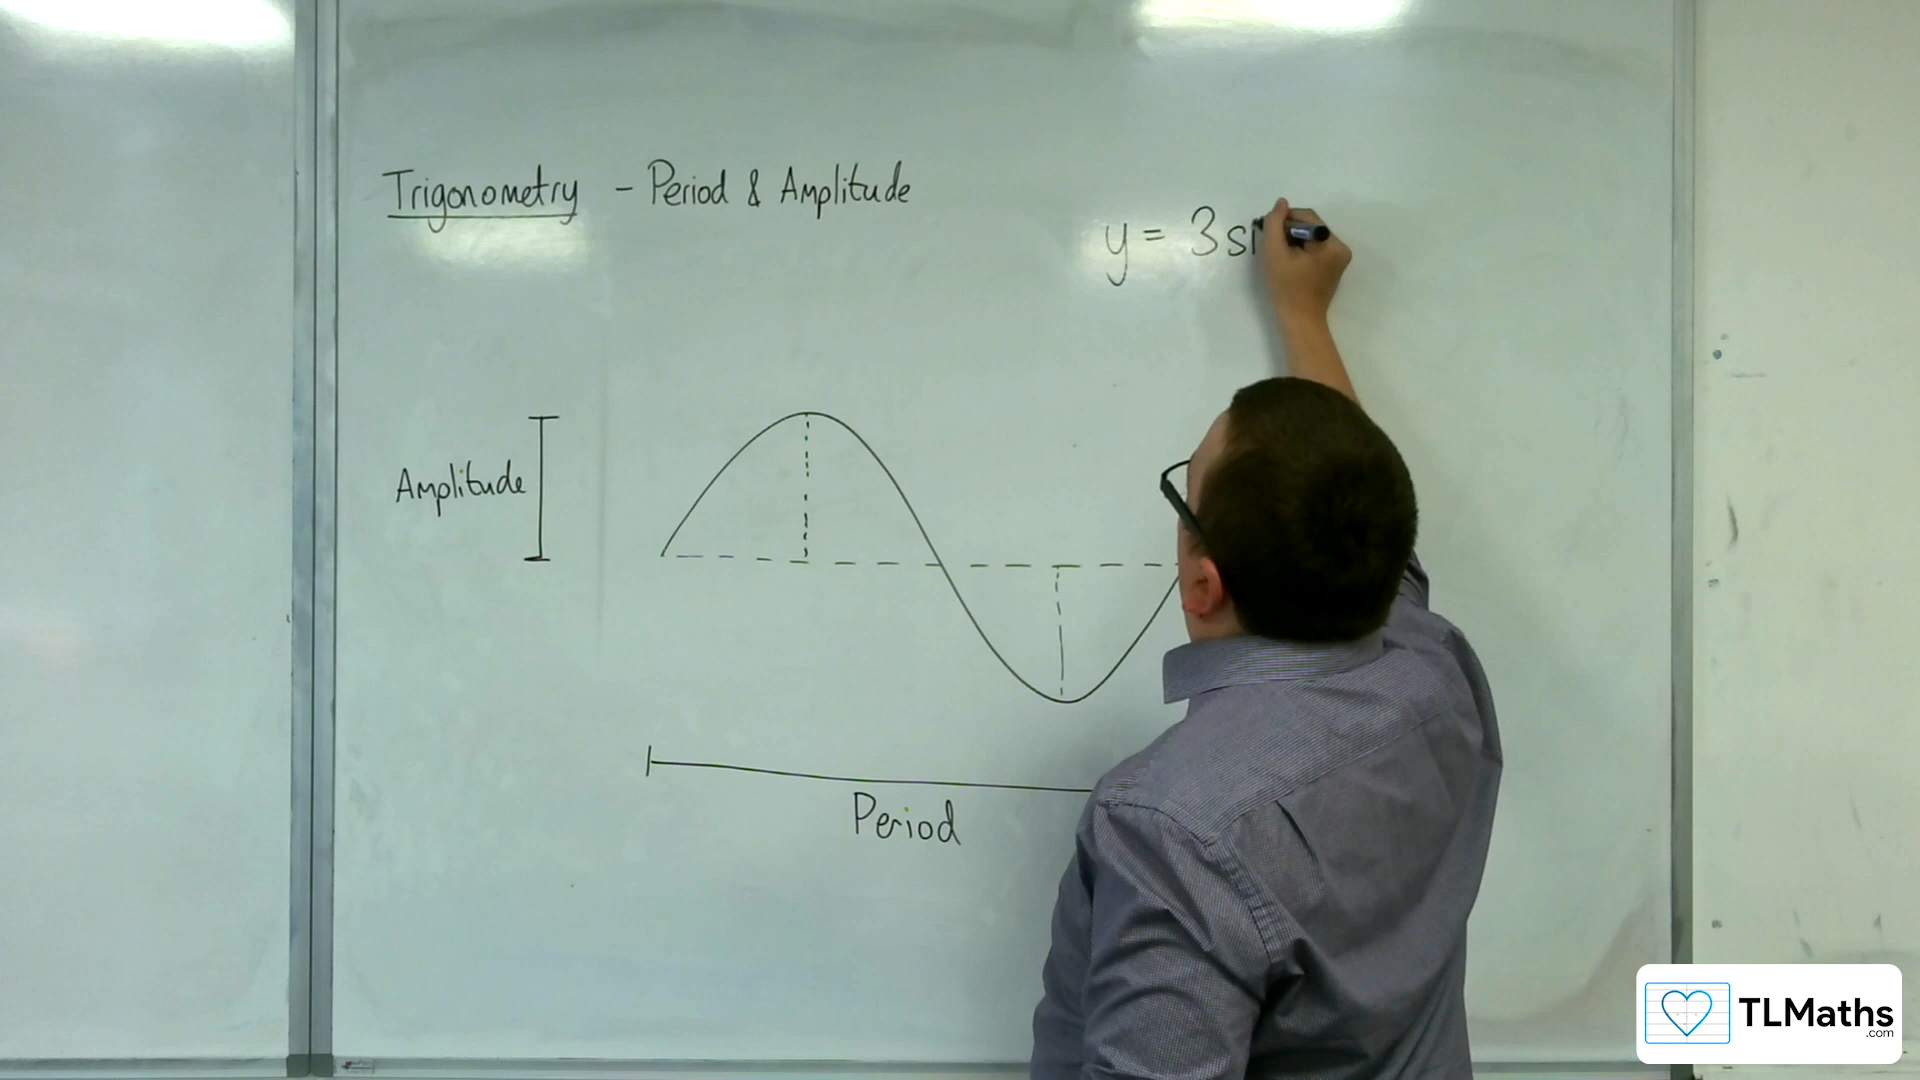 Trigonometry - Period & Amplitude
y = 3si
Amplitude
Period
TLMaths
.com